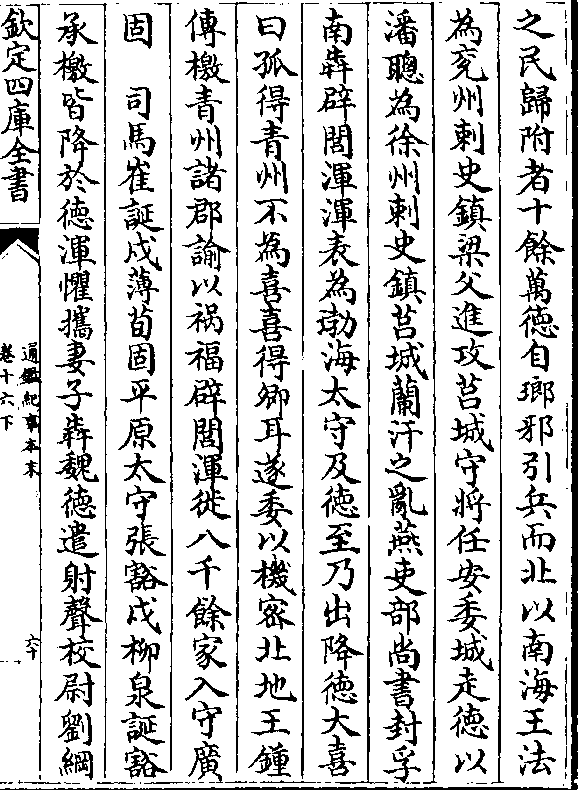 之民歸附者十餘萬德自瑯邪引兵而北以南海王法
為兖州刺史鎮梁父進攻莒城守將任安委城走德以
潘聰為徐州刺史鎮莒城蘭汗之亂燕吏部尚書封孚
南奔辟閭渾渾表為勃海太守及德至乃出降德大喜
曰孤得青州不為喜喜得卿耳遂委以機密北地王鍾
傳檄青州諸郡諭以禍福辟閭渾徙八千餘家入守廣
固　司馬崔誕戍薄荀固平原太守張豁戍柳泉誕豁
承檄皆降於德渾懼攜妻子奔魏德遣射聲校尉劉綱
欽定四庫全書
通鑑紀事本末
卷十六下
六十